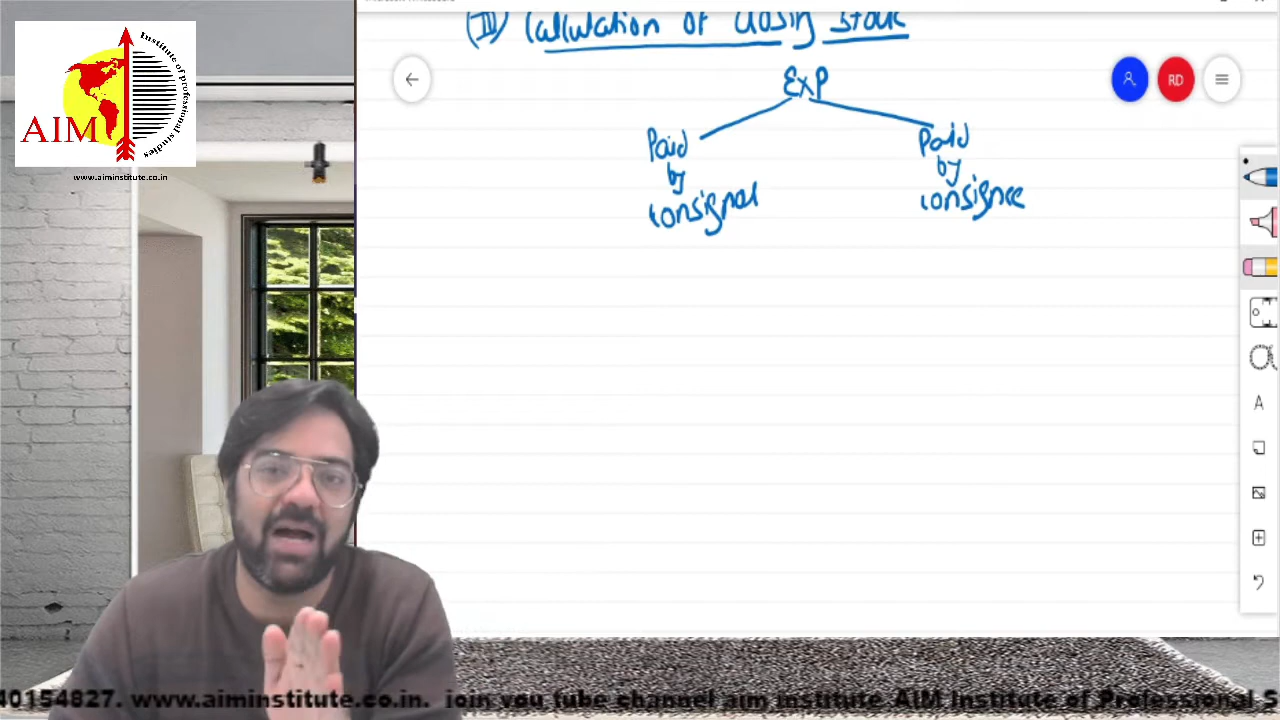 (III) Calculation of closing stock
Exp
Paid
by
consignor
Paid
by
consignee
RD
A
AIM
Institute of professional studies
www.aiminstitute.co.in
40154827. www.aiminstitute.co.in. join you tube channel aim institute AIM Institute of Professional S